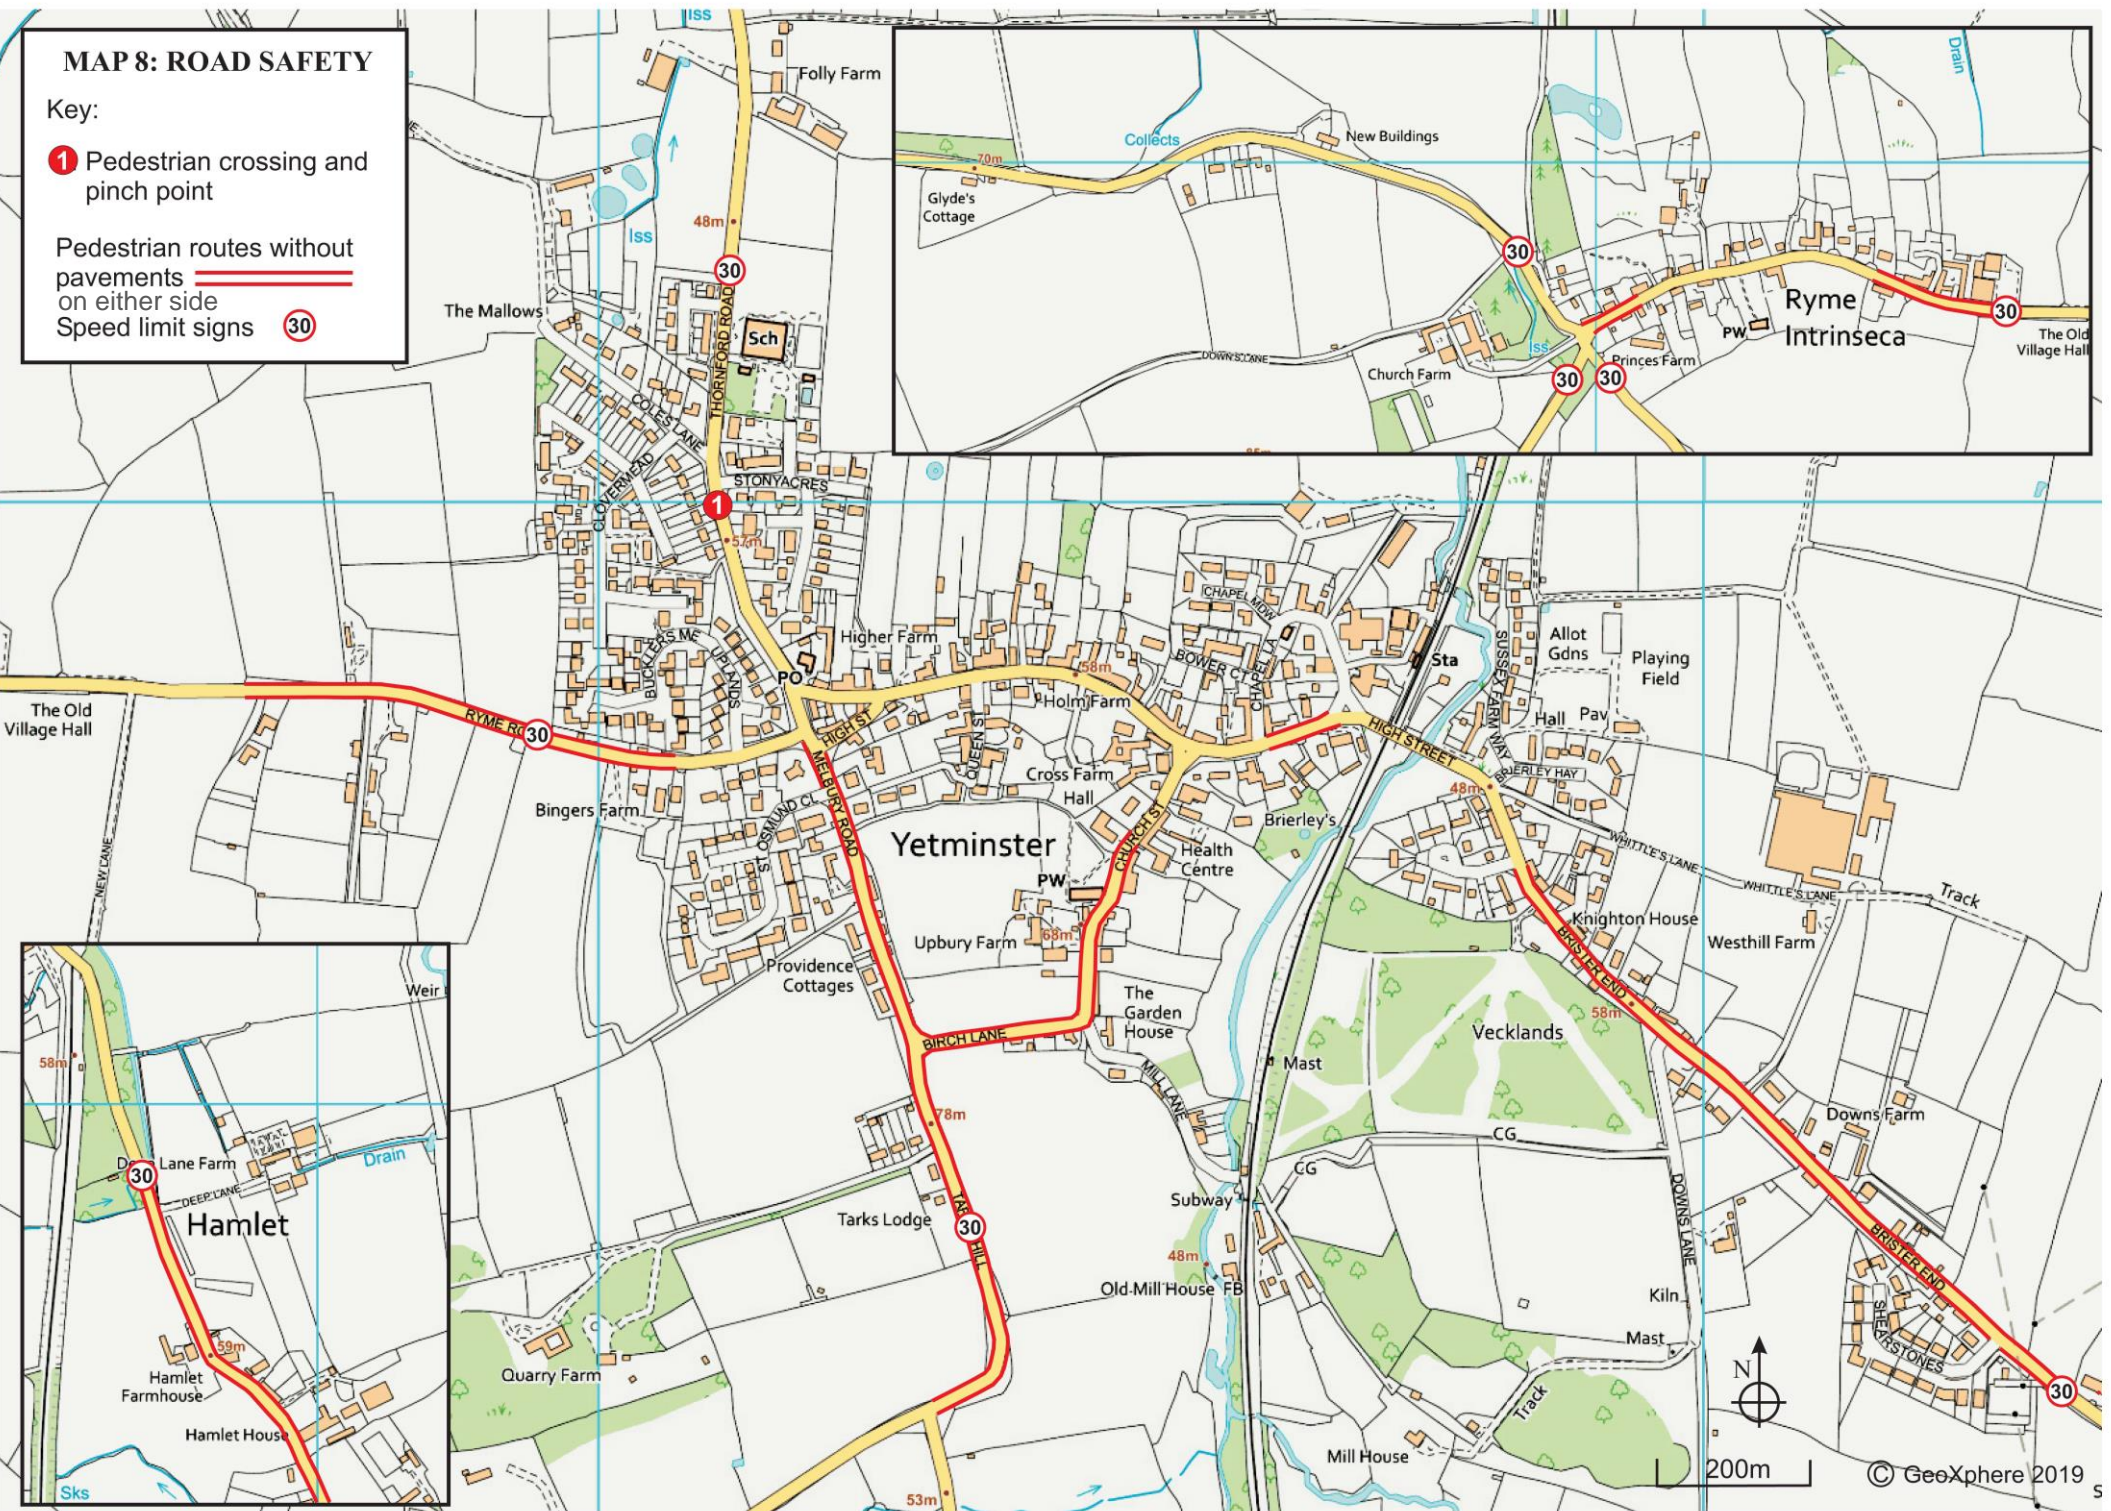 MAP 8: ROAD SAFETY
Key:
1 Pedestrian crossing and
pinch point
Pedestrian routes without
pavements
on either side
Speed limit signs 30
Iss
Folly Farm
48m
Iss
30
The Mallows
THORNFORD ROAD
Sch
COLES LANE
CLOVERMEAD
STONYACRES
1
57m
Collects
New Buildings
Drain
70m
Glyde's
Cottage
30
Ryme
Intrinseca
PW
30
The Old
Village Hall
Iss
DOWNS LANE
Princes Farm
Church Farm
30
30
CHAPEL MDW
Higher Farm
BUCKLERS ME
UPLANDS
PO
58m
BOWER CT
CHAPEL LA
Sta
SUSSEX FARM WAY
Allot
Gdns
Playing
Field
The Old
Village Hall
RYME RO
30
HIGH ST
Holm Farm
QUEEN ST
HIGH STREET
Hall
Pav
MELBURY ROAD
Cross Farm
Hall
BRIERLEY HAY
48m
Bingers Farm
ST OSMUND CL
Yetminster
CHURCH ST
Brierley's
WHITTLE'S LANE
WHITTLE'S LANE
Track
NEW LANE
Health
Centre
PW
Knighton House
Westhill Farm
Upbury Farm
68m
BRISTER END
Providence
Cottages
The
Garden
House
58m
Vecklands
BIRCH LANE
Mast
MILL LANE
Weir
58m
78m
Downs Farm
CG
CG
Lane Farm
30
Drain
DEEP LANE
Hamlet
DOWNS LANE
Subway
Tarks Lodge
30
HILL
48m
Old Mill House
FB
BRISTER END
Kiln
Mast
SHEARSTONES
59m
Hamlet
Farmhouse
Quarry Farm
N
30
Track
Hamlet House
Mill House
200m
© GeoXphere 2019
Sks
53m